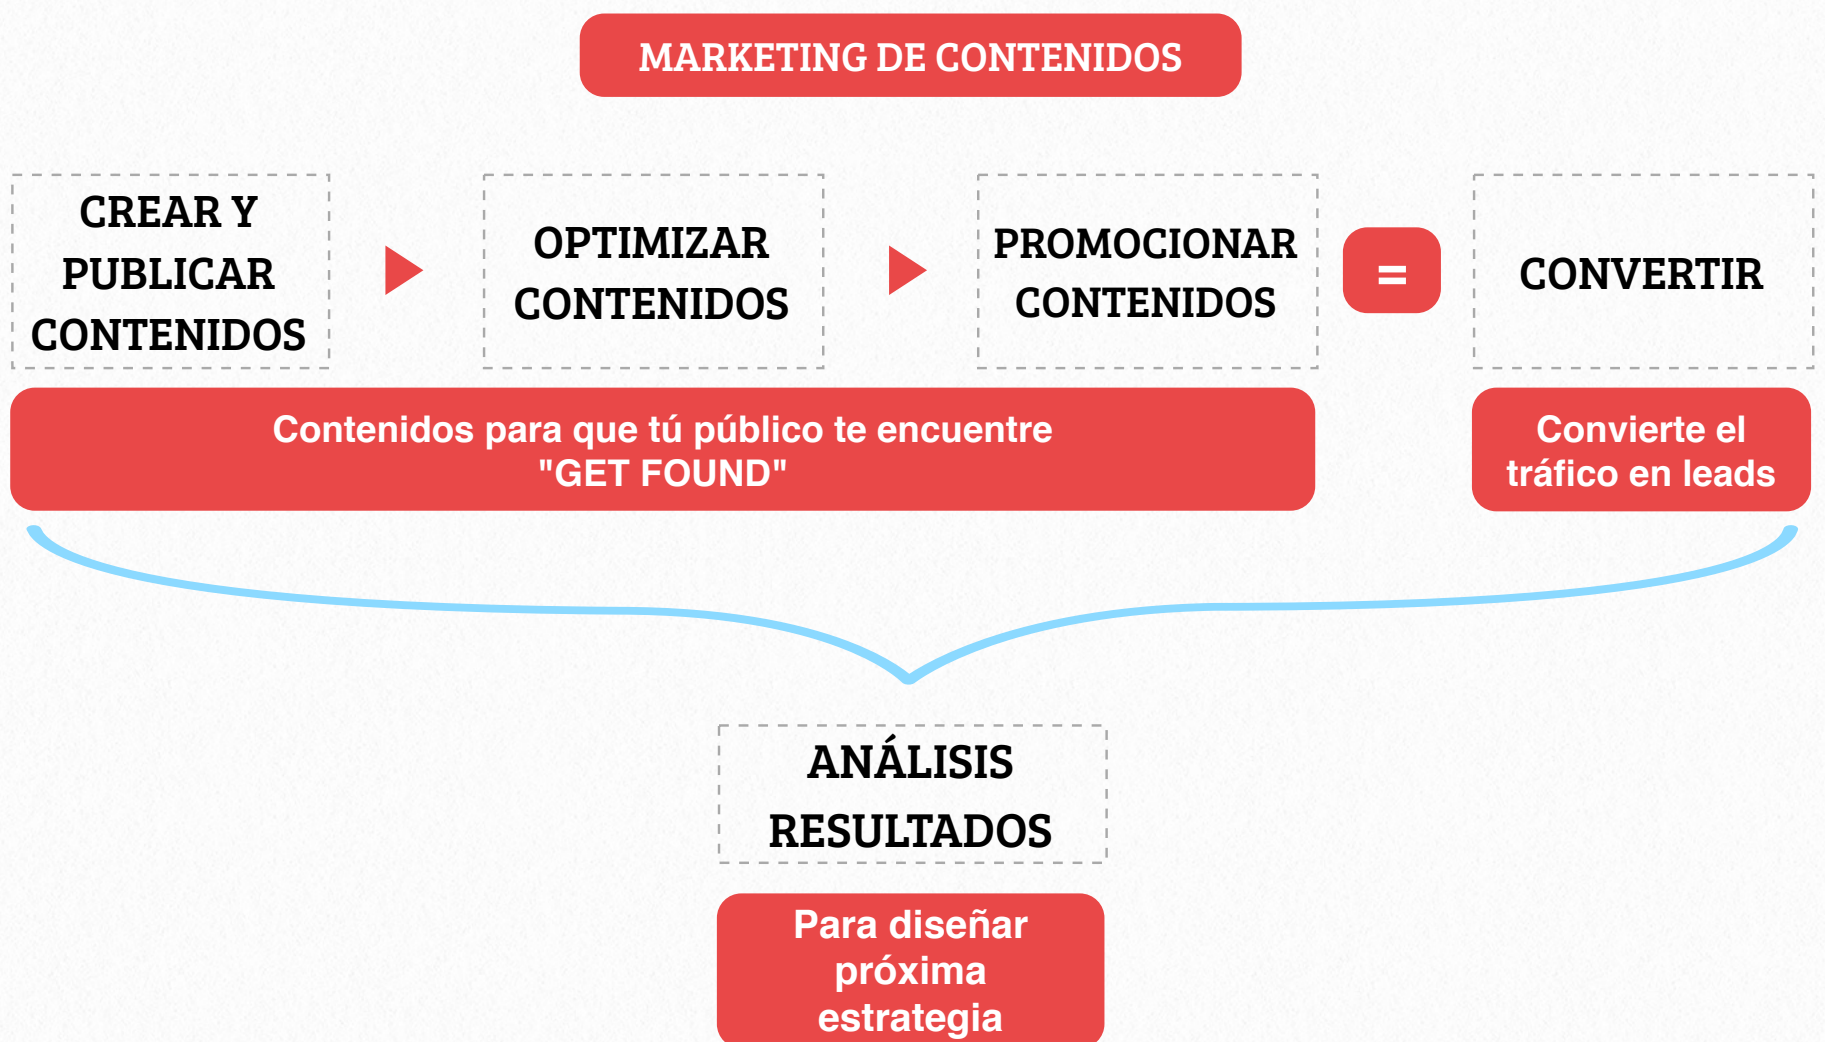 MARKETING DE CONTENIDOS
CREAR Y
PUBLICAR
CONTENIDOS
OPTIMIZAR
CONTENIDOS
PROMOCIONAR
CONTENIDOS
=
CONVERTIR
Contenidos para que tú público te encuentre
"GET FOUND"
Convierte el
tráfico en leads
ANÁLISIS
RESULTADOS
Para diseñar
próxima
estrategia